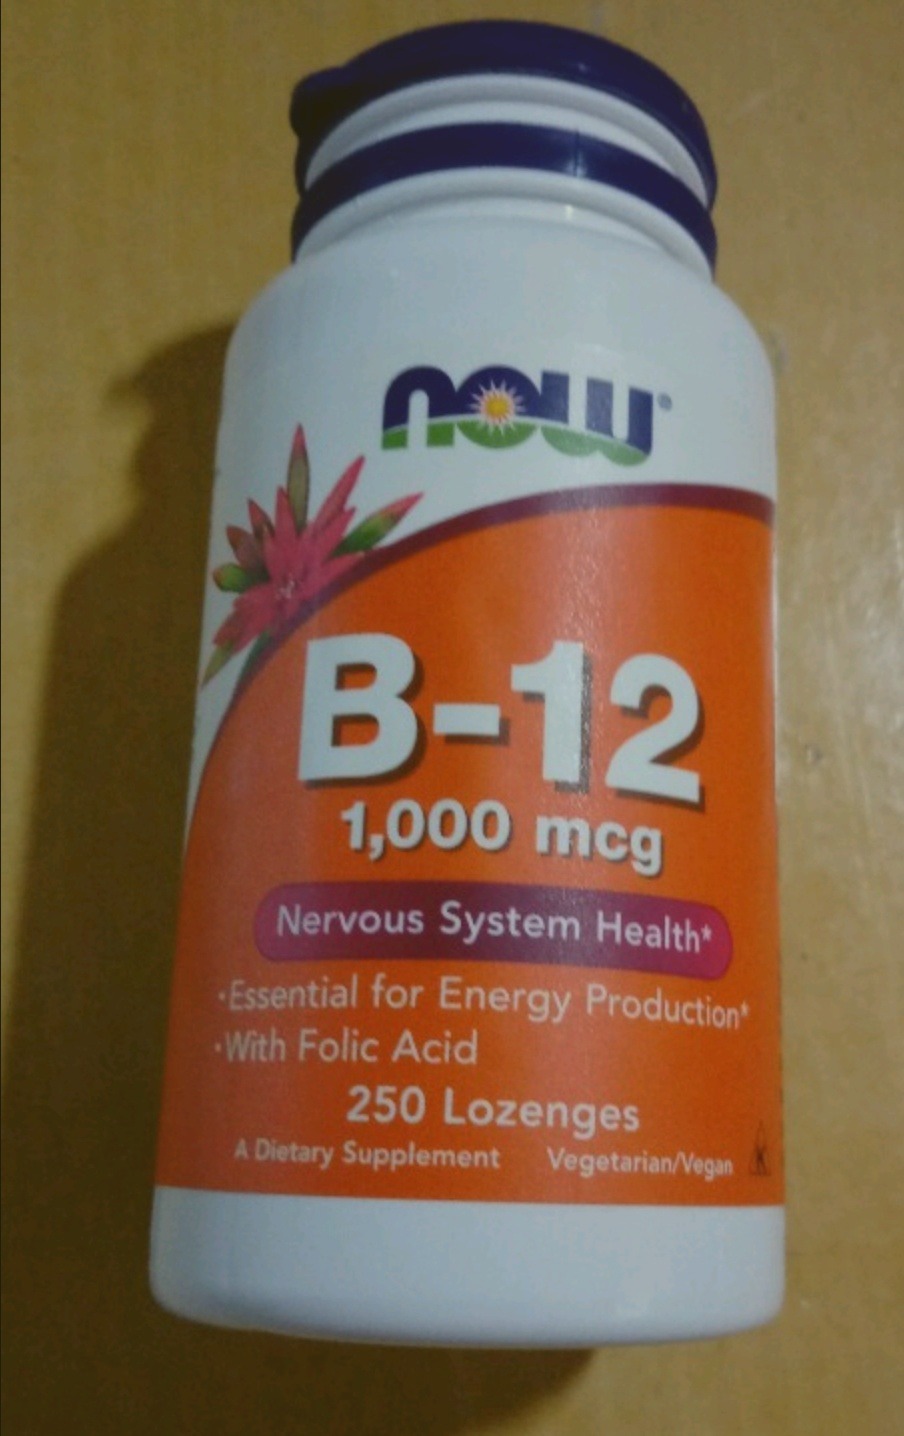 now®
B-12
1,000 mcg
Nervous System Health*
·Essential for Energy Production*
·With Folic Acid
250 Lozenges
A Dietary Supplement Vegetarian/Vegan K